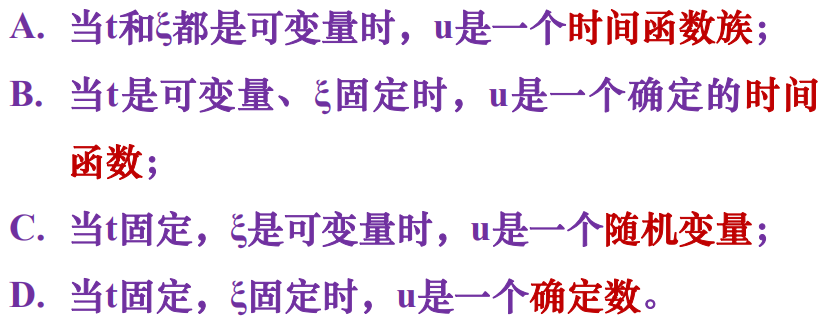 A. 当t和ξ都是可变量时，u是一个时间函数族；
B. 当t是可变量、ξ固定时，u是一个确定的时间
函数；
C. 当t固定，ξ是可变量时，u是一个随机变量；
D. 当t固定，ξ固定时，u是一个确定数。